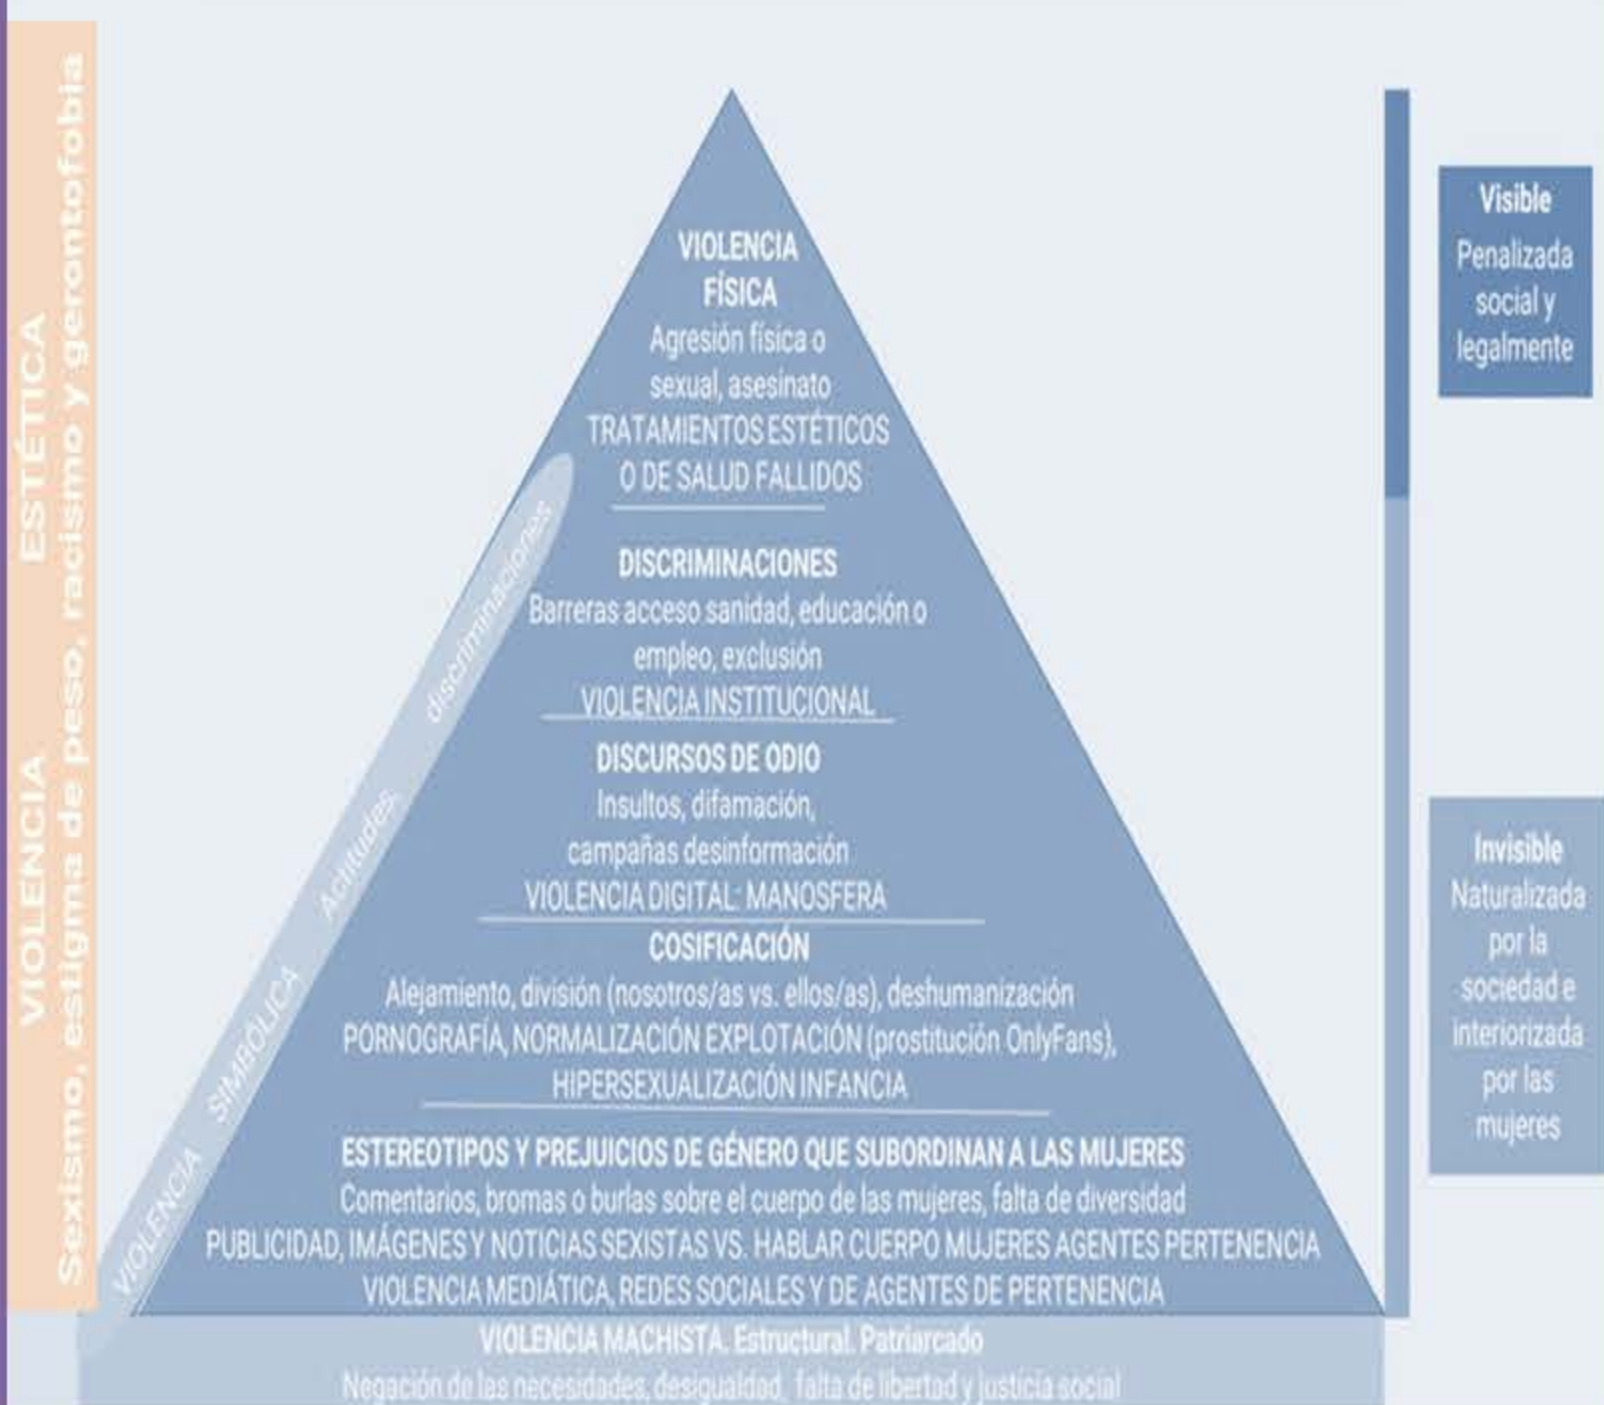 VIOLENCIA ESTÉTICA
Sexismo, estigma de peso, racismo y gerontofobia
VIOLENCIA SIMBÓLICA Actitudes, discriminaciones
VIOLENCIA
FÍSICA
Agresión física o
sexual, asesinato
TRATAMIENTOS ESTÉTICOS
O DE SALUD FALLIDOS
DISCRIMINACIONES
Barreras acceso sanidad, educación o
empleo, exclusión
VIOLENCIA INSTITUCIONAL
DISCURSOS DE ODIO
Insultos, difamación,
campañas desinformación
VIOLENCIA DIGITAL: MANOSFERA
COSIFICACIÓN
Alejamiento, división (nosotros/as vs. ellos/as), deshumanización
PORNOGRAFÍA, NORMALIZACIÓN EXPLOTACIÓN (prostitución OnlyFans),
HIPERSEXUALIZACIÓN INFANCIA
ESTEREOTIPOS Y PREJUICIOS DE GÉNERO QUE SUBORDINAN A LAS MUJERES
Comentarios, bromas o burlas sobre el cuerpo de las mujeres, falta de diversidad
PUBLICIDAD, IMÁGENES Y NOTICIAS SEXISTAS VS. HABLAR CUERPO MUJERES AGENTES PERTENENCIA
VIOLENCIA MEDIÁTICA, REDES SOCIALES Y DE AGENTES DE PERTENENCIA
VIOLENCIA MACHISTA. Estructural. Patriarcado
Negación de las necesidades, desigualdad, falta de libertad y justicia social
Visible
Penalizada
social y
legalmente
Invisible
Naturalizada
por la
sociedad e
interiorizada
por las
mujeres